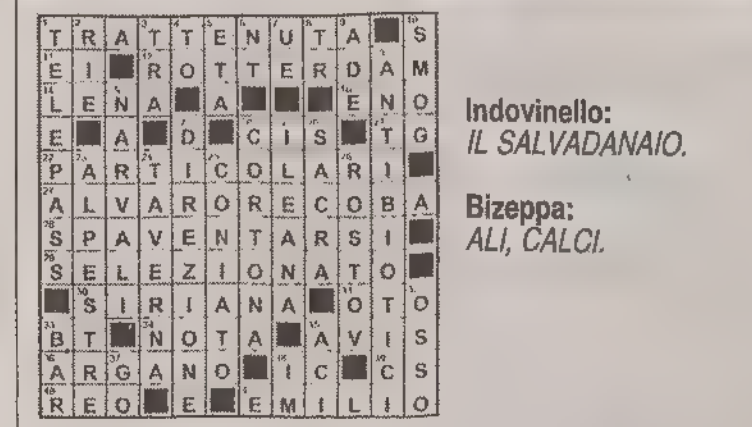 T R A T T E N U T A S
E I R O T T E R D A M
L E N A A E N O
E A D C I S T G
P A R T I C O L A R I
A L V A R O R E C O B A
S P A V E N T A R S I
S E L E Z I O N A T O
S I R I A N A O T O
B T N O T A A V I S
A R G A N O I C C S
R E O E E M I L I O
Indovinello:
IL SALVADANAIO.
Bizeppa:
ALI, CALCI.